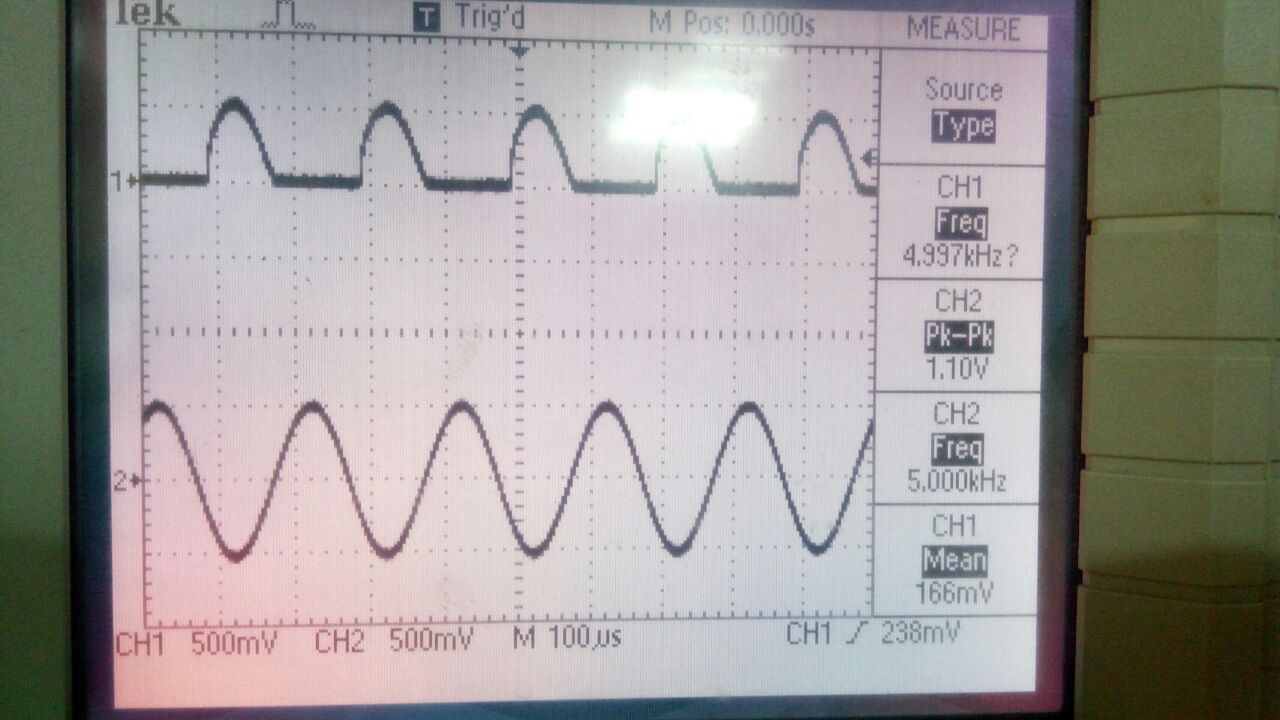 Tek T Trig'd M Pos: 0.000s MEASURE
Source
Type
1
CH1
Freq
4.997kHz?
CH2
Pk-Pk
1.10V
CH2
Freq
5.000kHz
2
CH1
Mean
166mV
CH1 500mV CH2 500mV M 100µs CH1 238mV